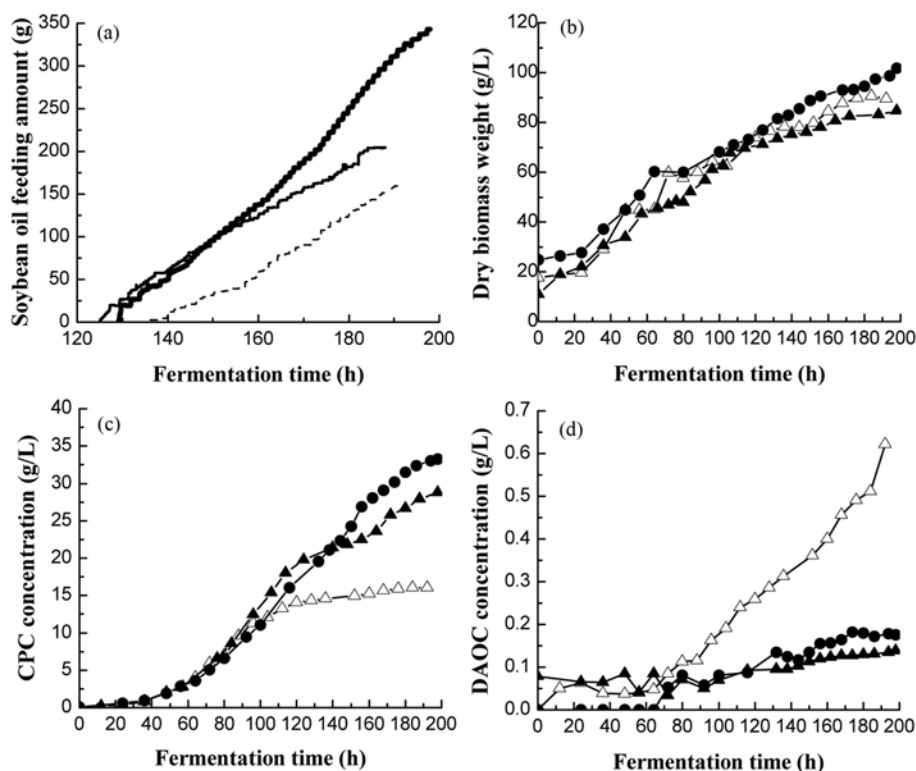 (a)
Soybean oil feeding amount (g)
350
300
250
200
150
100
50
0
120 140 160 180 200
Fermentation time (h)
(b)
Dry biomass weight (g/L)
120
100
80
60
40
20
0
0 20 40 60 80 100 120 140 160 180 200
Fermentation time (h)
(c)
CPC concentration (g/L)
40
35
30
25
20
15
10
5
0
0 20 40 60 80 100 120 140 160 180 200
Fermentation time (h)
(d)
DAOC concentration (g/L)
0.7
0.6
0.5
0.4
0.3
0.2
0.1
0.0
0 20 40 60 80 100 120 140 160 180 200
Fermentation time (h)